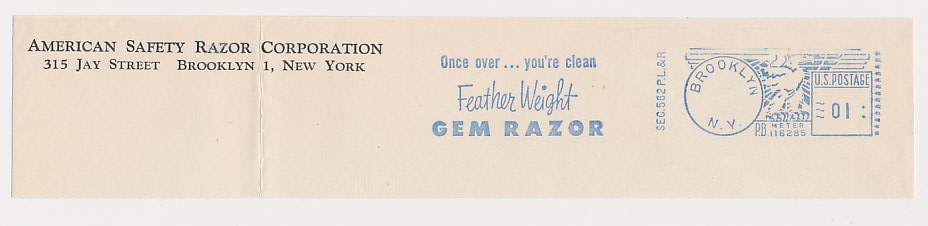 AMERICAN SAFETY RAZOR CORPORATION
315 JAY STREET BROOKLYN 1, NEW YORK
Once over... you're clean
Feather Weight
GEM RAZOR
SEC. 562 P.L.&R.
BROOKLYN
N.Y.
U.S. POSTAGE
01
P.B. METER
116285